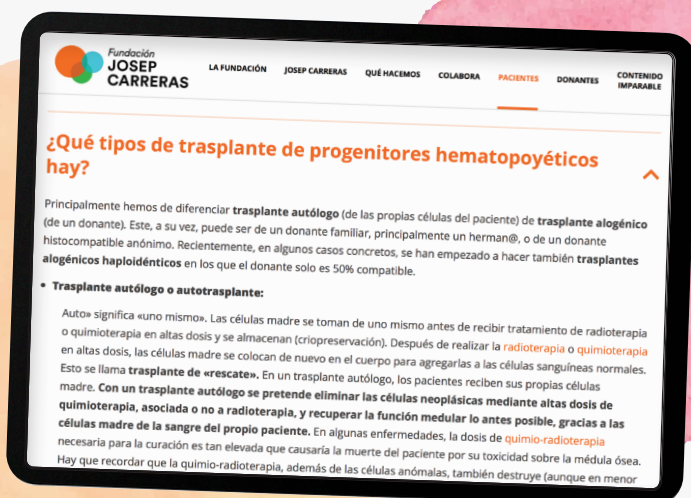 Fundación
JOSEP
CARRERAS
LA FUNDACIÓN JOSEP CARRERAS QUÉ HACEMOS COLABORA PACIENTES DONANTES CONTENIDO IMPARABLE
¿Qué tipos de trasplante de progenitores hematopoyéticos
hay?
Principalmente hemos de diferenciar trasplante autólogo (de las propias células del paciente) de trasplante alogénico
(de un donante). Este, a su vez, puede ser de un donante familiar, principalmente un herman@, o de un donante
histocompatible anónimo. Recientemente, en algunos casos concretos, se han empezado a hacer también trasplantes
alogénicos haploidénticos en los que el donante solo es 50% compatible.
• Trasplante autólogo o autotrasplante:
Auto» significa «uno mismo». Las células madre se toman de uno mismo antes de recibir tratamiento de radioterapia
o quimioterapia en altas dosis y se almacenan (criopreservación). Después de realizar la radioterapia o quimioterapia
en altas dosis, las células madre se colocan de nuevo en el cuerpo para agregarlas a las células sanguíneas normales.
Esto se llama trasplante de «rescate». En un trasplante autólogo, los pacientes reciben sus propias células
madre. Con un trasplante autólogo se pretende eliminar las células neoplásicas mediante altas dosis de
quimioterapia, asociada o no a radioterapia, y recuperar la función medular lo antes posible, gracias a las
células madre de la sangre del propio paciente. En algunas enfermedades, la dosis de quimio-radioterapia
necesaria para la curación es tan elevada que causaría la muerte del paciente por su toxicidad sobre la médula ósea.
Hay que recordar que la quimio-radioterapia, además de las células anómalas, también destruye (aunque en menor